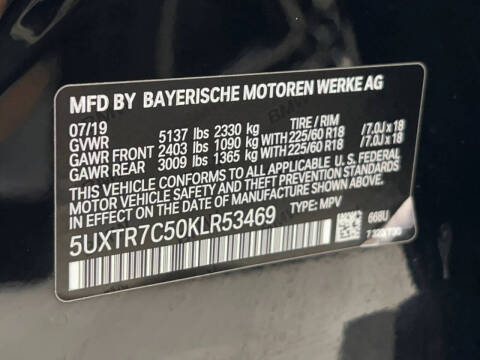 MFD BY BAYERISCHE MOTOREN WERKE AG
07/19 TIRE / RIM
GVWR 5137 lbs 2330 kg
GAWR FRONT 2403 lbs 1090 kg WITH 225/60 R18 / 7.0J x 18
GAWR REAR 3009 lbs 1365 kg WITH 225/60 R18 / 7.0J x 18
THIS VEHICLE CONFORMS TO ALL APPLICABLE U. S. FEDERAL
MOTOR VEHICLE SAFETY AND THEFT PREVENTION
STANDARDS IN EFFECT ON THE DATE OF
MANUFACTURE SHOWN ABOVE.
5UXTR7C50KLR53469 TYPE: MPV
668U